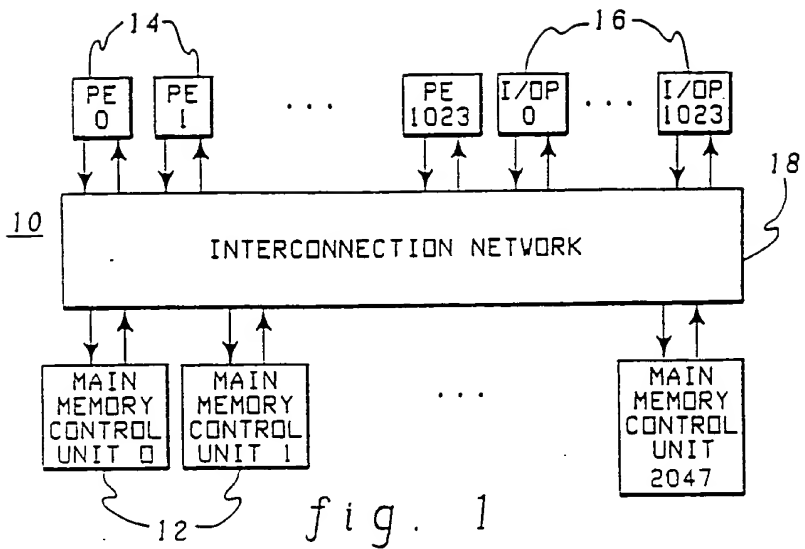 14
16
PE
0
PE
1
...
PE
1023
I/OP
0
...
I/OP
1023
18
10
INTERCONNECTION NETWORK
MAIN
MEMORY
CONTROL
UNIT 0
MAIN
MEMORY
CONTROL
UNIT 1
...
MAIN
MEMORY
CONTROL
UNIT
2047
12
fig. 1